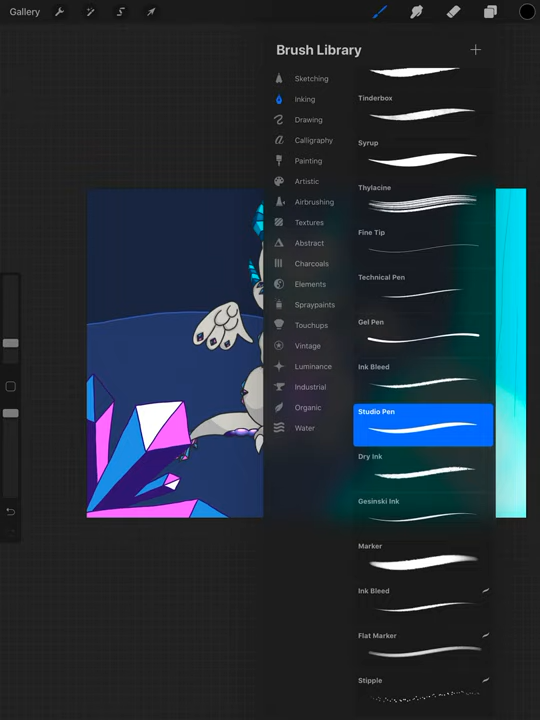 Gallery
Brush Library
Sketching
Inking
Drawing
Calligraphy
Painting
Artistic
Airbrushing
Textures
Abstract
Charcoals
Elements
Spraypaints
Touchups
Vintage
Luminance
Industrial
Organic
Water
Tinderbox
Syrup
Thylacine
Fine Tip
Technical Pen
Gel Pen
Ink Bleed
Studio Pen
Dry Ink
Gesinski Ink
Marker
Ink Bleed
Flat Marker
Stipple